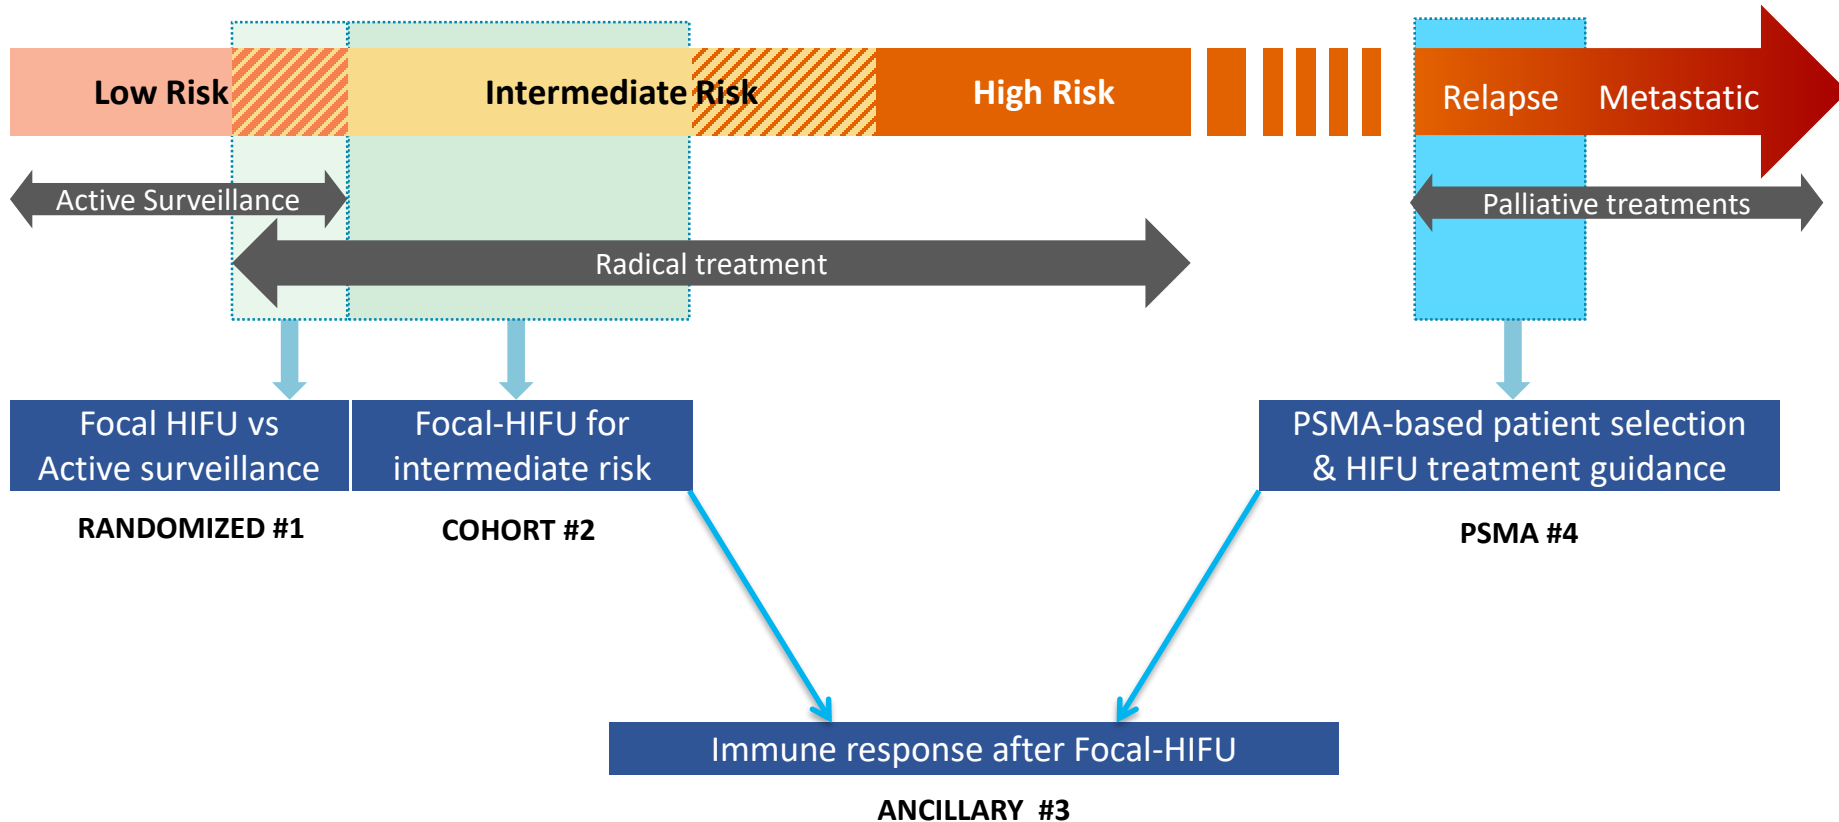 Low Risk
Intermediate Risk
High Risk
Relapse
Metastatic
Active Surveillance
Palliative treatments
Radical treatment
Focal HIFU vs
Active surveillance
Focal-HIFU for
intermediate risk
PSMA-based patient selection
& HIFU treatment guidance
RANDOMIZED #1
COHORT #2
PSMA #4
Immune response after Focal-HIFU
ANCILLARY #3